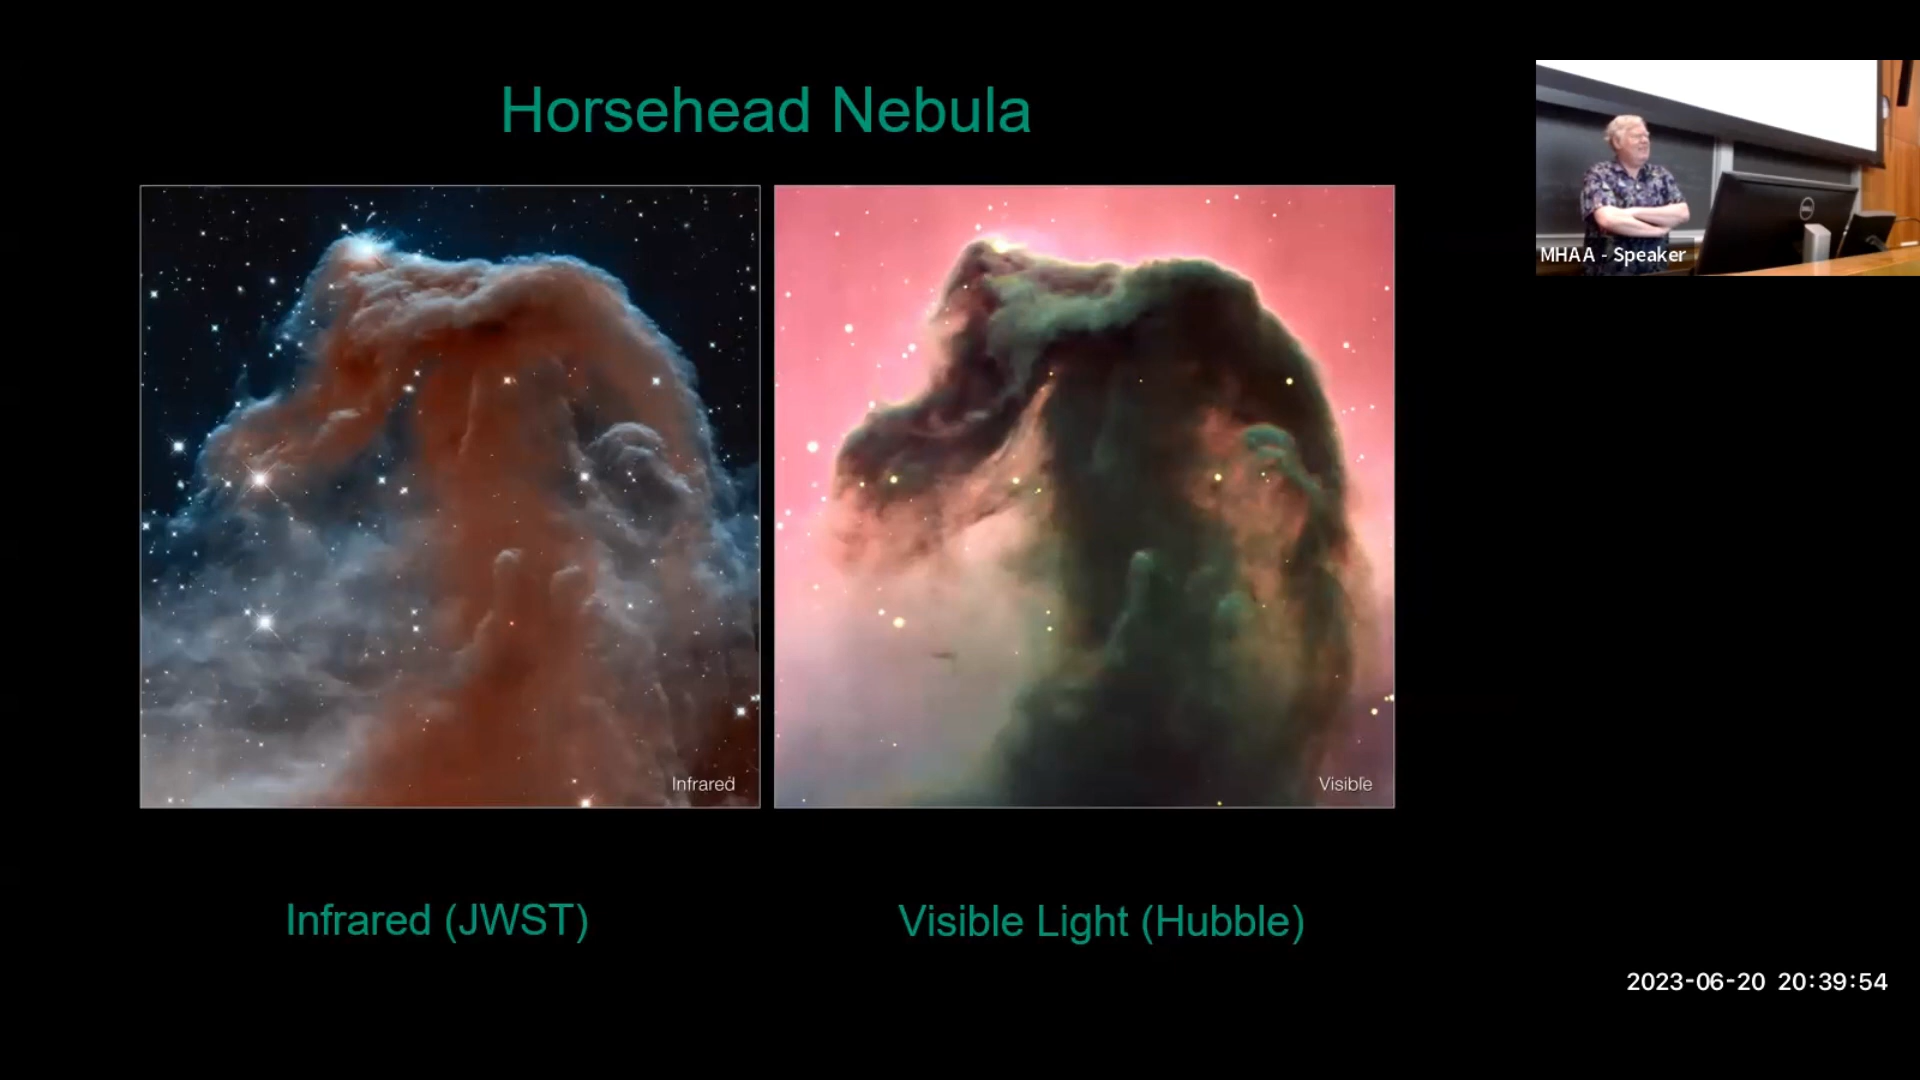 Horsehead Nebula
MHAA - Speaker
Infrared
Visible
Infrared (JWST)
Visible Light (Hubble)
2023-06-20 20:39:54